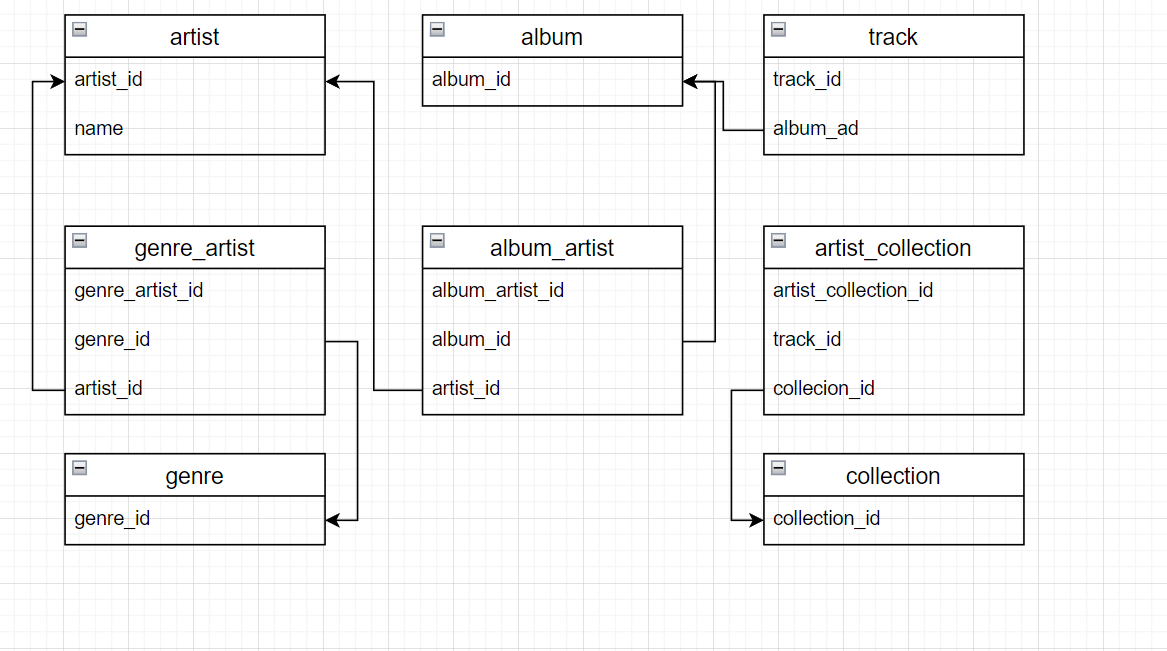 artist
artist_id
name
album
album_id
track
track_id
album_ad
genre_artist
genre_artist_id
genre_id
artist_id
album_artist
album_artist_id
album_id
artist_id
artist_collection
artist_collection_id
track_id
collecion_id
genre
genre_id
collection
collection_id